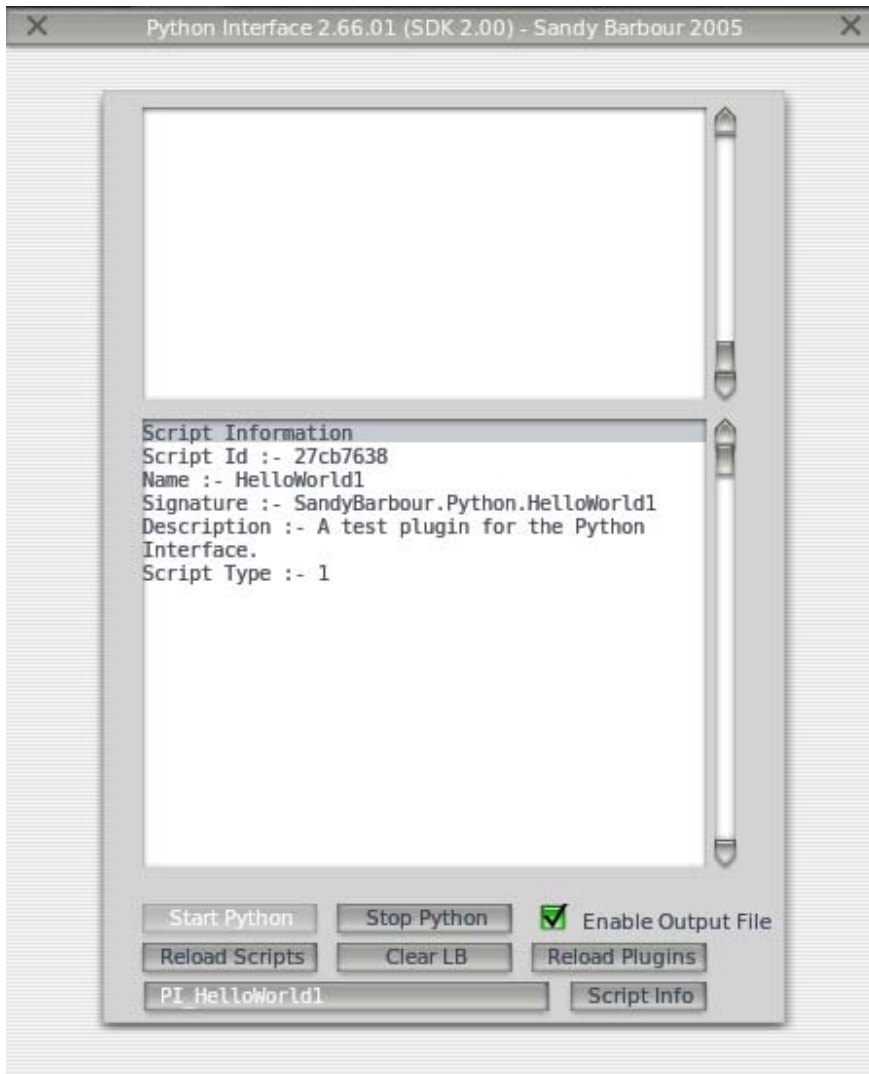 Python Interface 2.66.01 (SDK 2.00) - Sandy Barbour 2005
Script Information
Script Id :- 27cb7638
Name :- HelloWorld1
Signature :- SandyBarbour.Python.HelloWorld1
Description :- A test plugin for the Python
Interface.
Script Type :- 1
Start Python Stop Python Enable Output File
Reload Scripts Clear LB Reload Plugins
PI_HelloWorld1 Script Info